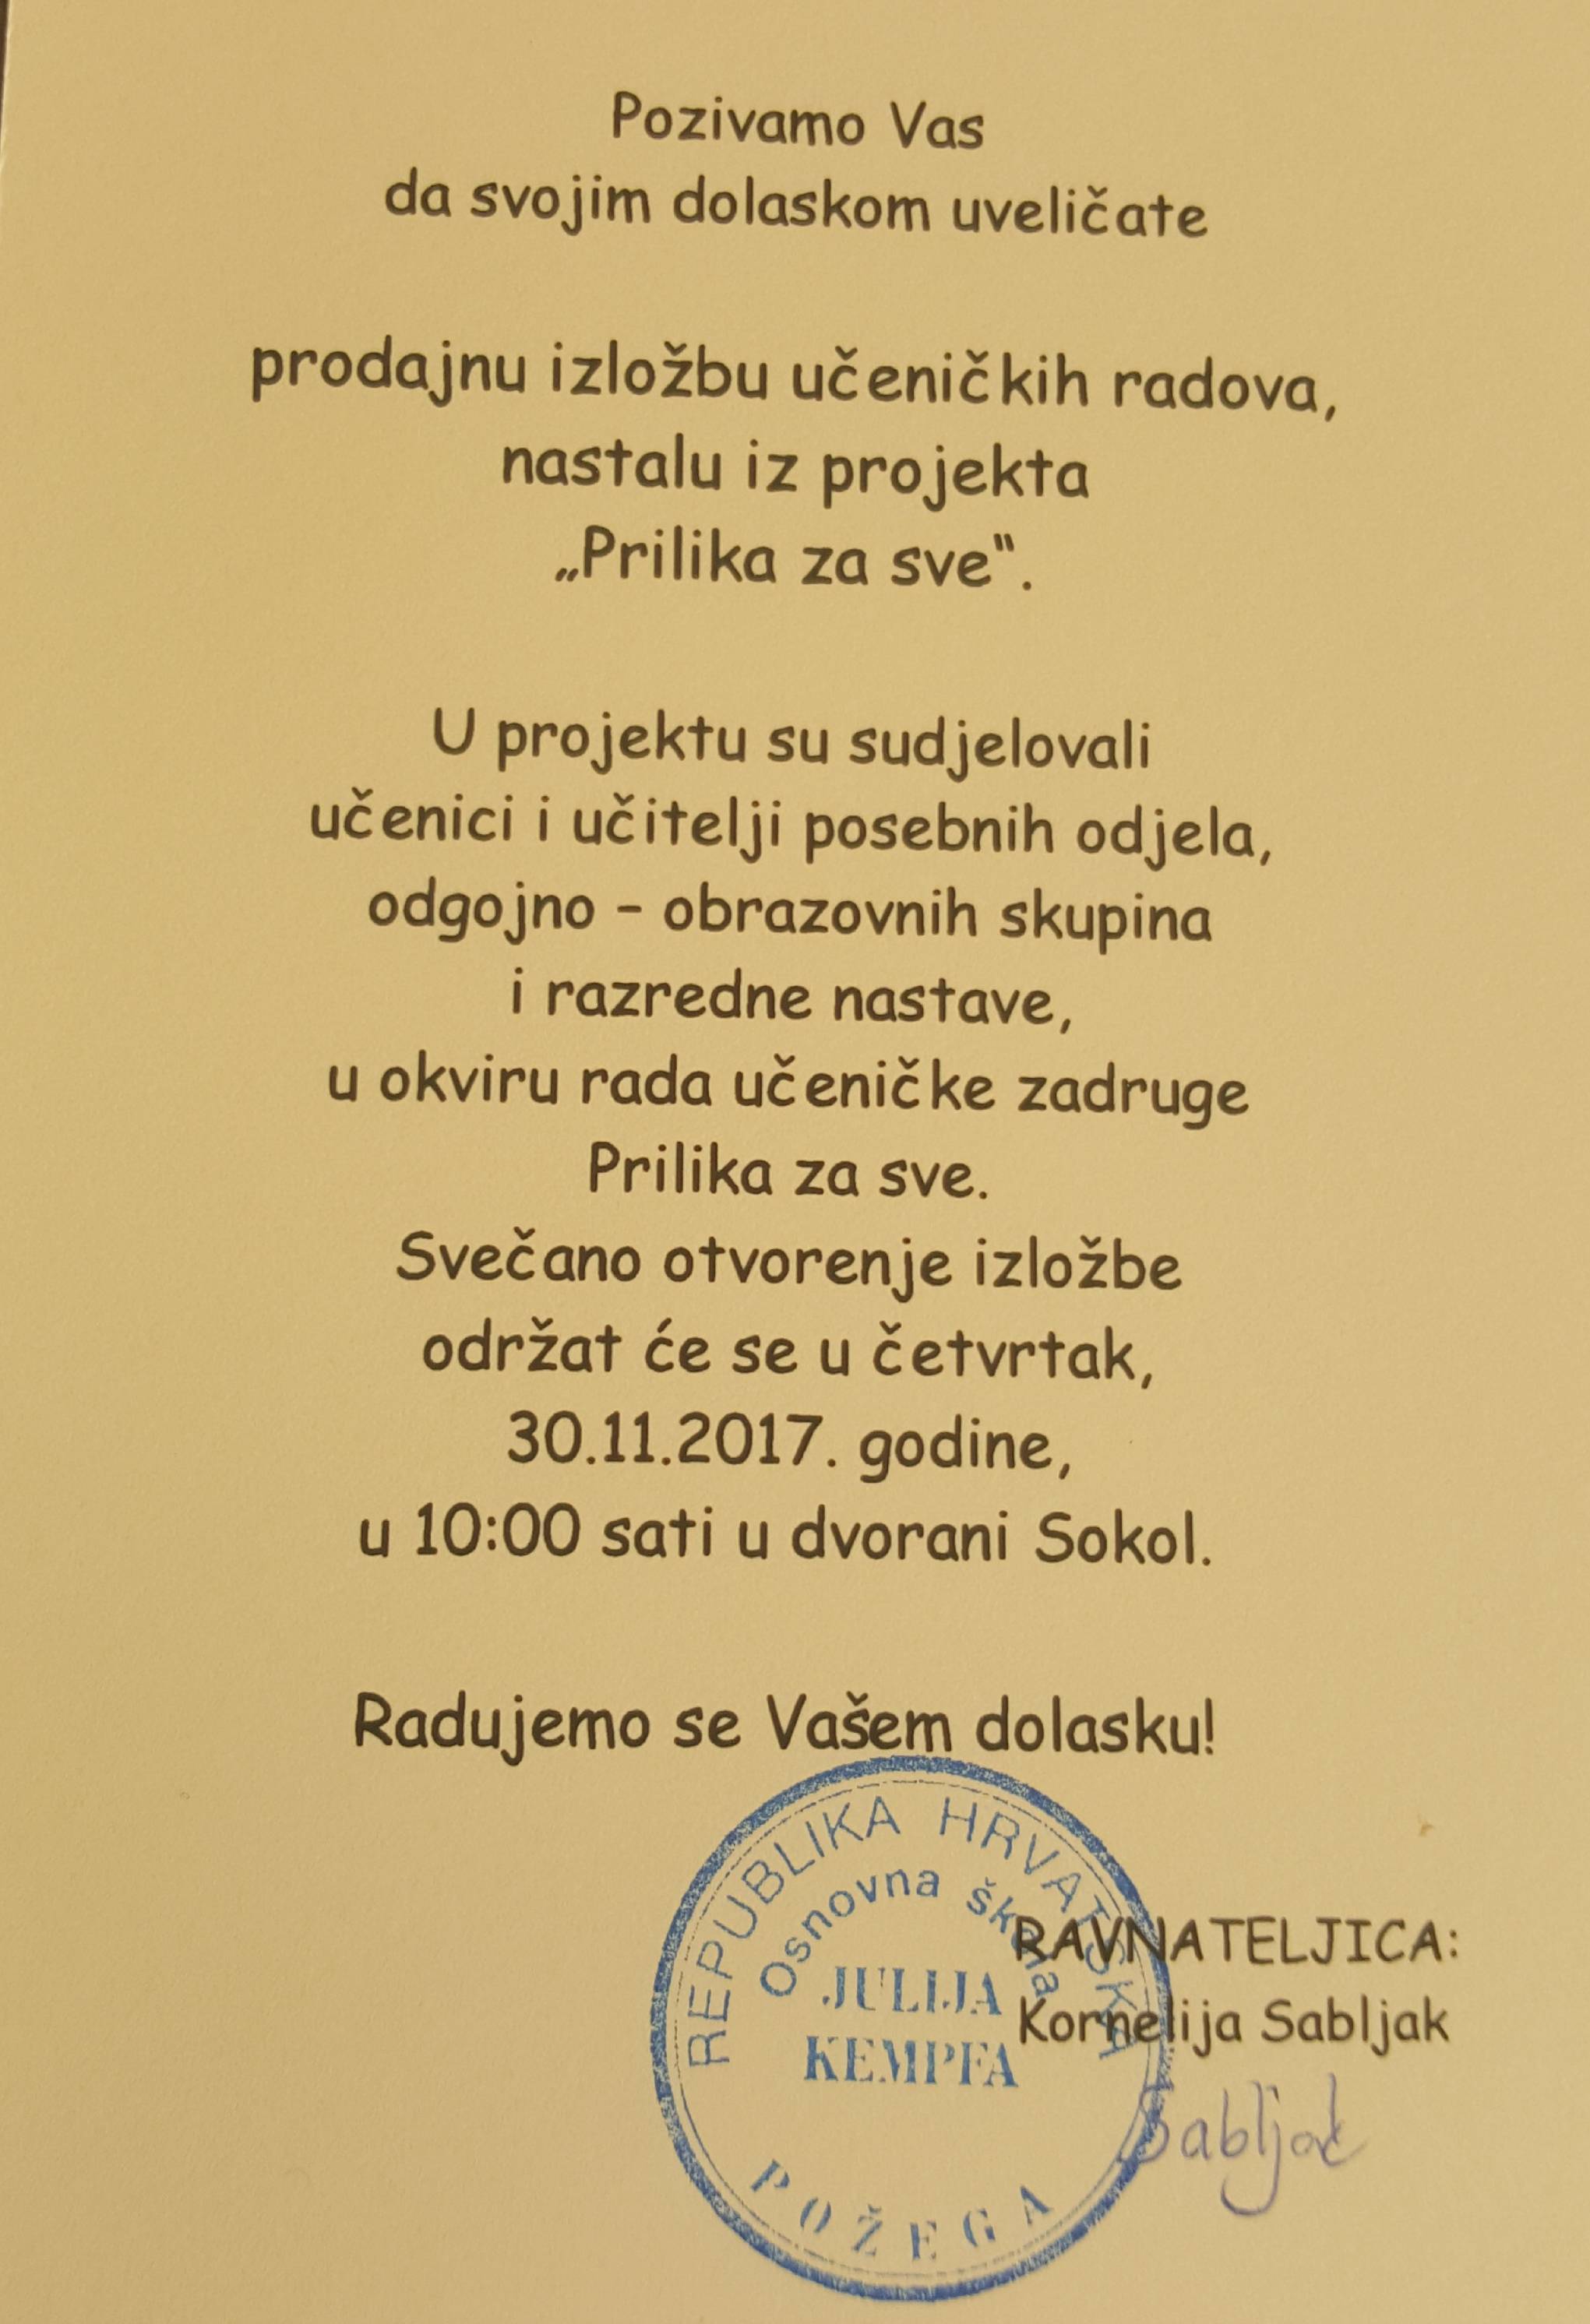 Pozivamo Vas
da svojim dolaskom uveličate
prodajnu izložbu učeničkih radova,
nastalu iz projekta
„Prilika za sve".
U projektu su sudjelovali
učenici i učitelji posebnih odjela,
odgojno - obrazovnih skupina
i razredne nastave,
u okviru rada učeničke zadruge
Prilika za sve.
Svečano otvorenje izložbe
održat će se u četvrtak,
30.11.2017. godine,
u 10:00 sati u dvorani Sokol.
Radujemo se Vašem dolasku!
REPUBLIKA HRVATSKA
Osnovna škola
JULIJA
KEMPFA
POŽEGA
RAVNATELJICA:
Kornelija Sabljak
Sabljak